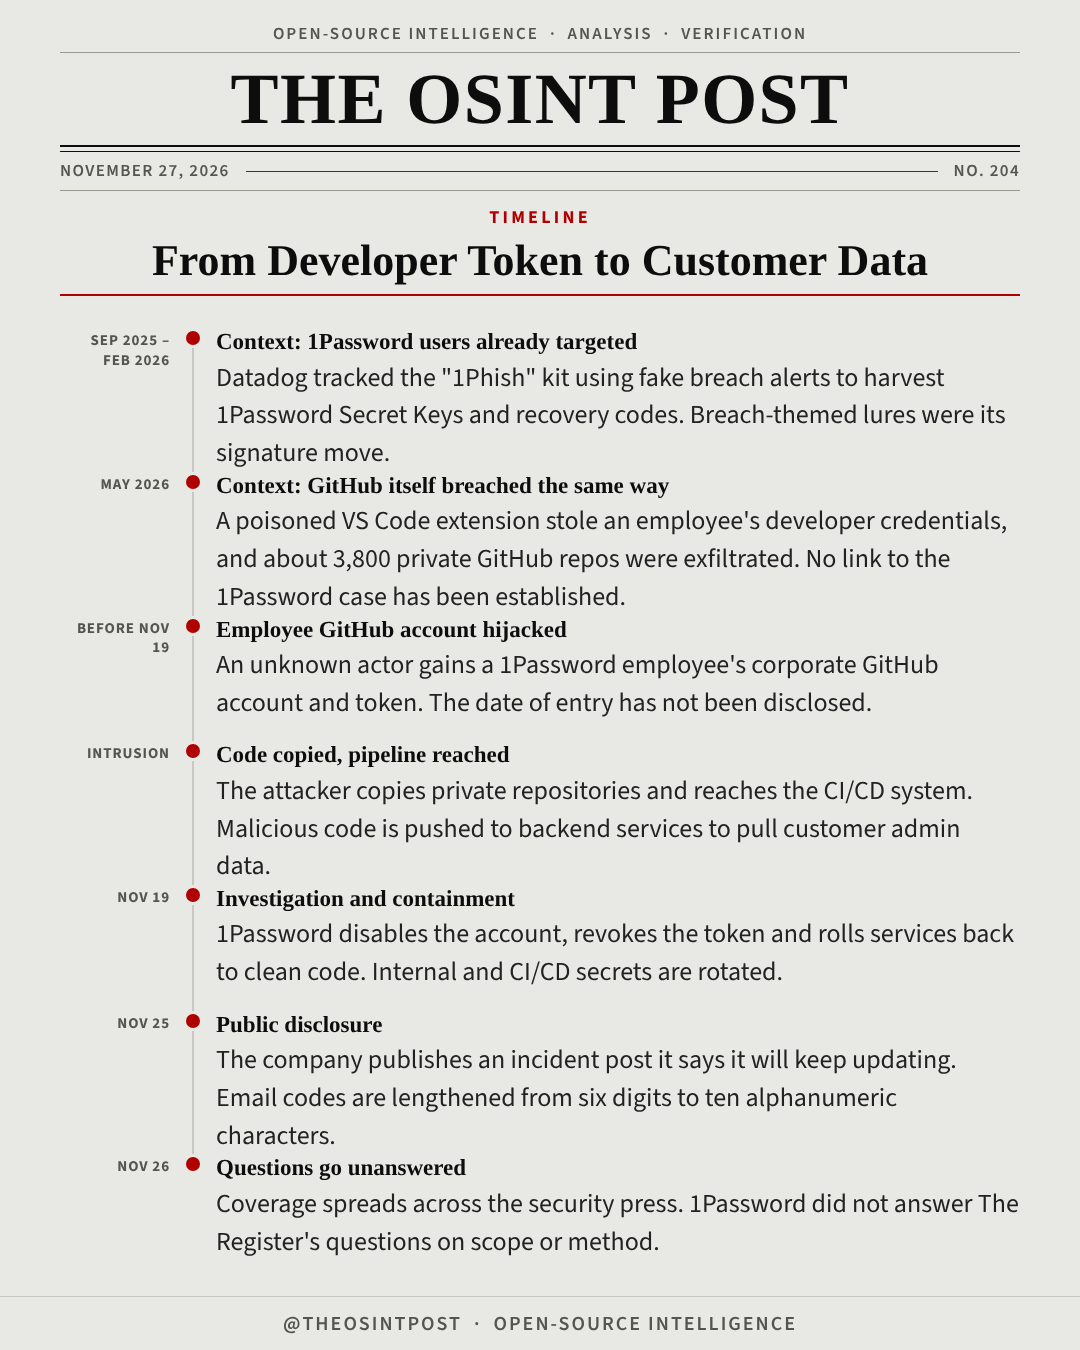 OPEN-SOURCE INTELLIGENCE · ANALYSIS · VERIFICATION
THE OSINT POST
NOVEMBER 27, 2026
NO. 204
TIMELINE
From Developer Token to Customer Data
SEP 2025 –
FEB 2026
Context: 1Password users already targeted
Datadog tracked the "1Phish" kit using fake breach alerts to harvest
1Password Secret Keys and recovery codes. Breach-themed lures were its
signature move.
MAY 2026
Context: GitHub itself breached the same way
A poisoned VS Code extension stole an employee's developer credentials,
and about 3,800 private GitHub repos were exfiltrated. No link to the
1Password case has been established.
BEFORE NOV
19
Employee GitHub account hijacked
An unknown actor gains a 1Password employee's corporate GitHub
account and token. The date of entry has not been disclosed.
INTRUSION
Code copied, pipeline reached
The attacker copies private repositories and reaches the CI/CD system.
Malicious code is pushed to backend services to pull customer admin
data.
NOV 19
Investigation and containment
1Password disables the account, revokes the token and rolls services back
to clean code. Internal and CI/CD secrets are rotated.
NOV 25
Public disclosure
The company publishes an incident post it says it will keep updating.
Email codes are lengthened from six digits to ten alphanumeric
characters.
NOV 26
Questions go unanswered
Coverage spreads across the security press. 1Password did not answer The
Register's questions on scope or method.
@THEOSINTPOST · OPEN-SOURCE INTELLIGENCE